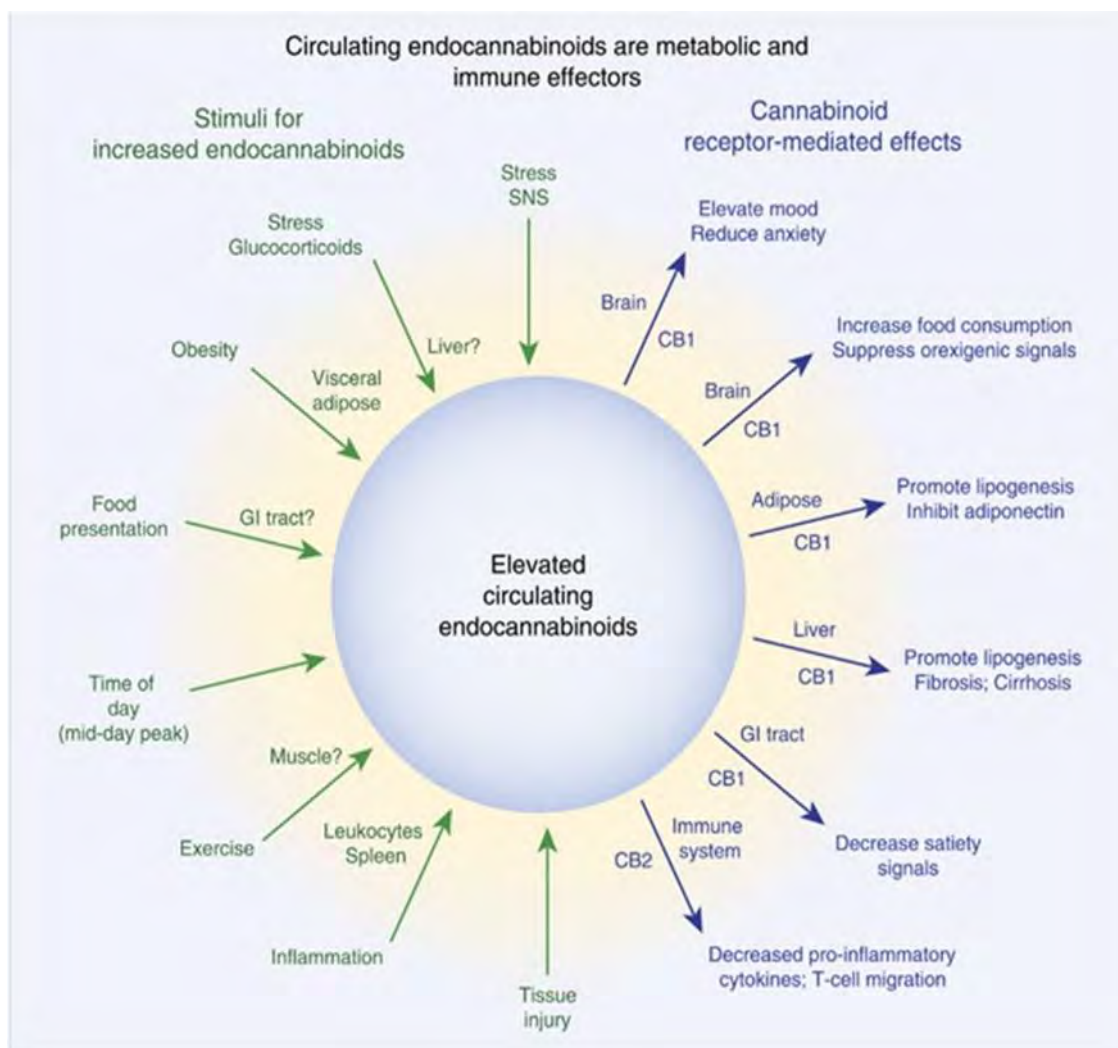 Circulating endocannabinoids are metabolic and
immune effectors
Stimuli for
increased endocannabinoids
Cannabinoid
receptor-mediated effects
Stress
SNS
Stress
Glucocorticoids
Liver?
Obesity
Visceral
adipose
Food
presentation
GI tract?
Time of
day
(mid-day peak)
Muscle?
Exercise
Leukocytes
Spleen
Inflammation
Tissue
injury
Elevated
circulating
endocannabinoids
Elevate mood
Reduce anxiety
Brain
CB1
Increase food consumption
Suppress orexigenic signals
Brain
CB1
Adipose
CB1
Promote lipogenesis
Inhibit adiponectin
Liver
CB1
Promote lipogenesis
Fibrosis; Cirrhosis
GI tract
CB1
Decrease satiety
signals
Immune
system
CB2
Decreased pro-inflammatory
cytokines; T-cell migration